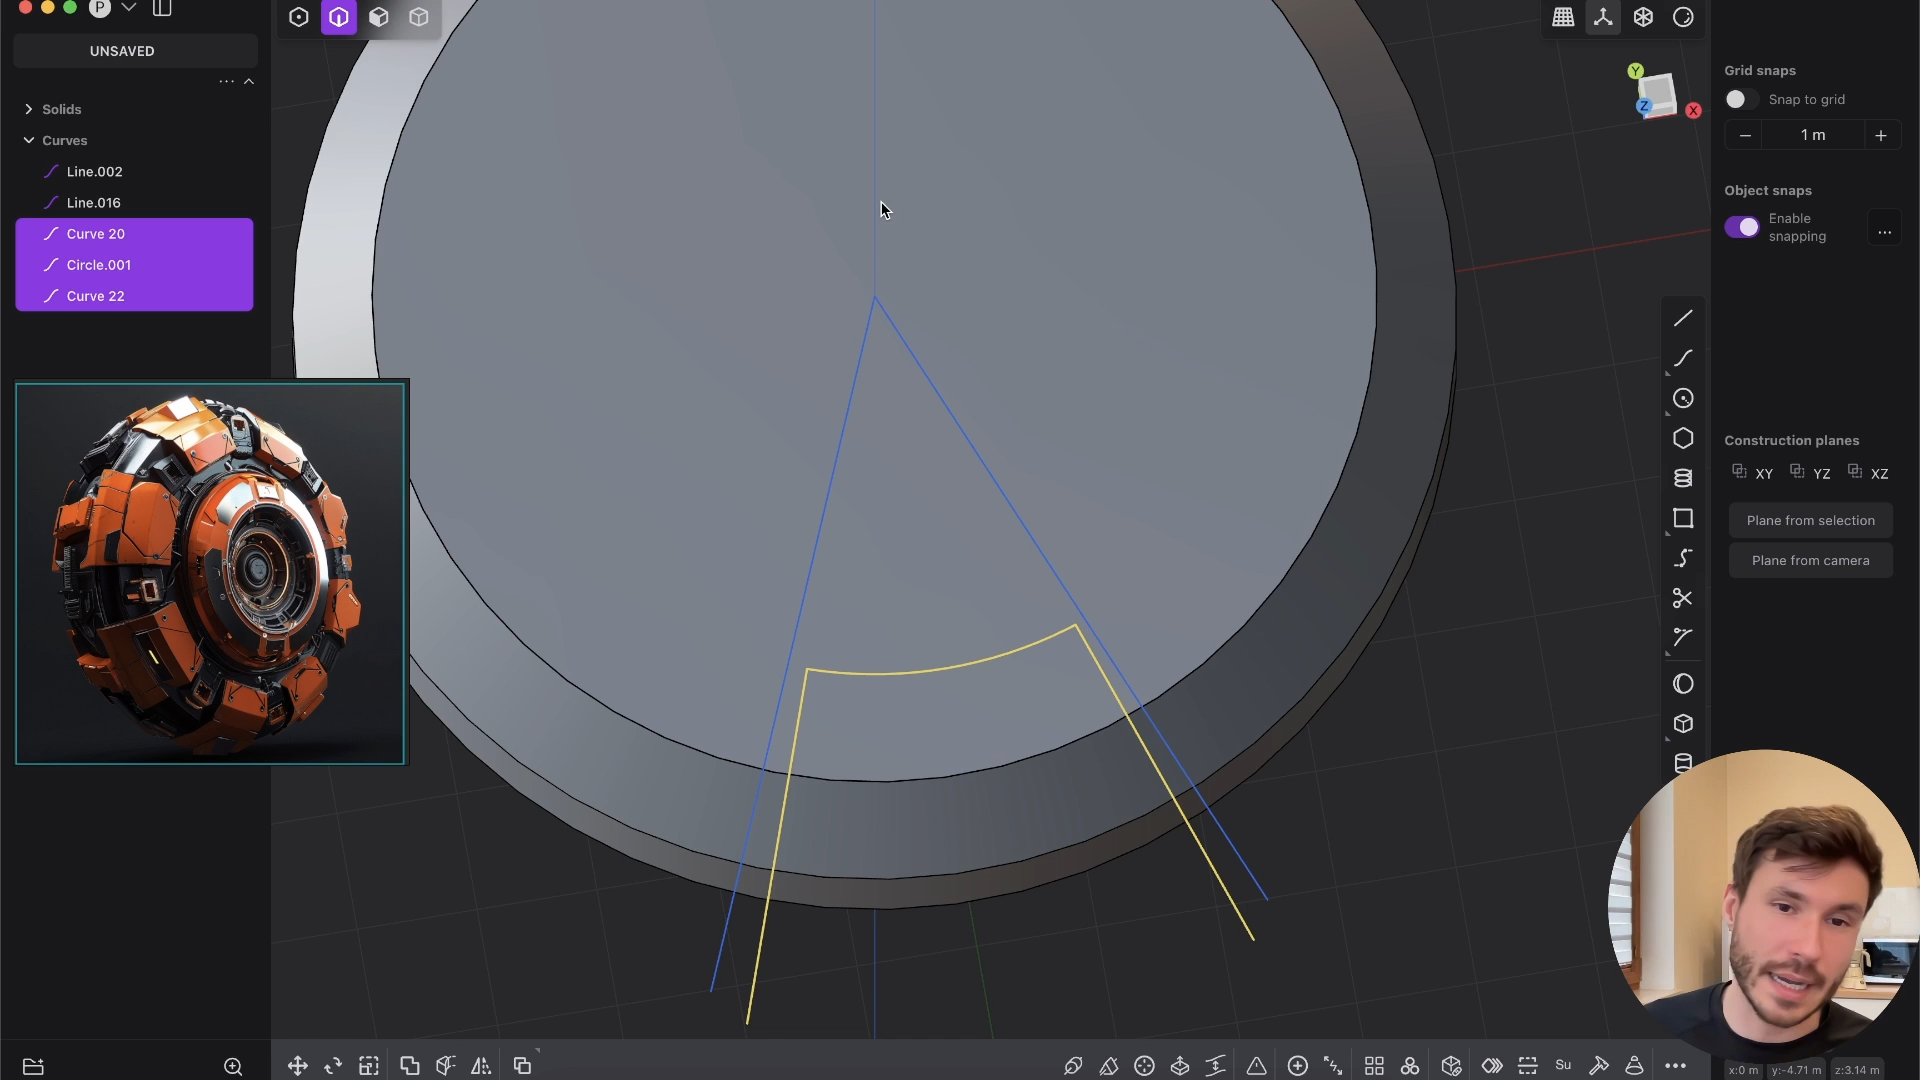 P
UNSAVED
Solids
Curves
Line.002
Line.016
Curve 20
Circle.001
Curve 22
Y
Z
X
Grid snaps
Snap to grid
1 m
Object snaps
Enable
snapping
Construction planes
XY
YZ
XZ
Plane from selection
Plane from camera
Su
x:0 m
y:-4.71 m
z:3.14 m